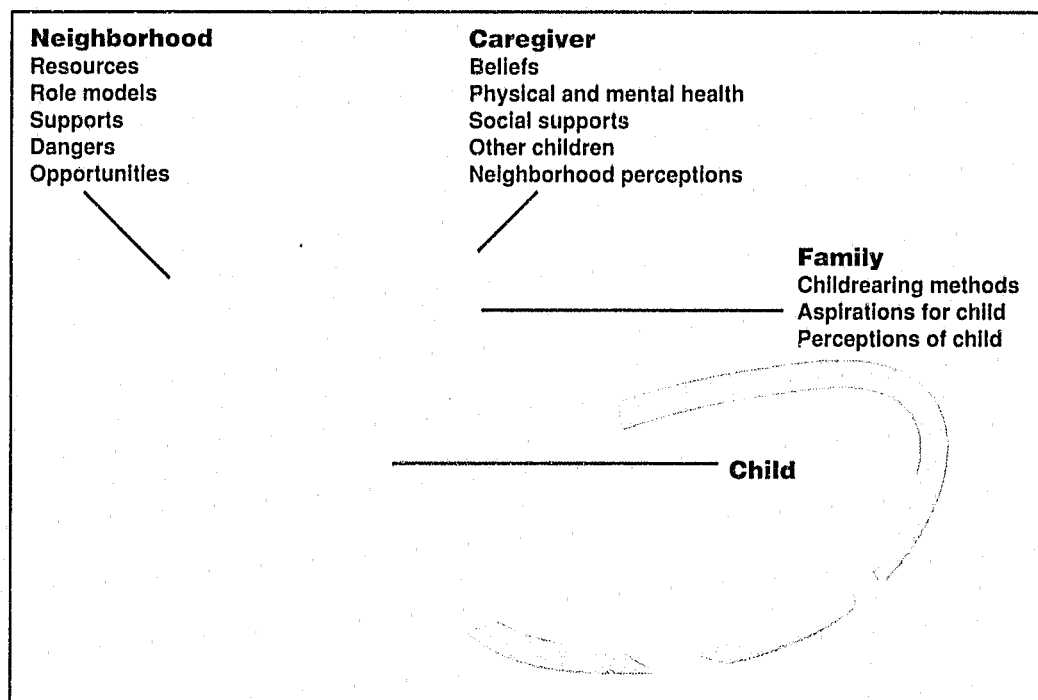 Neighborhood
Resources
Role models
Supports
Dangers
Opportunities
Caregiver
Beliefs
Physical and mental health
Social supports
Other children
Neighborhood perceptions
Family
Childrearing methods
Aspirations for child
Perceptions of child
Child